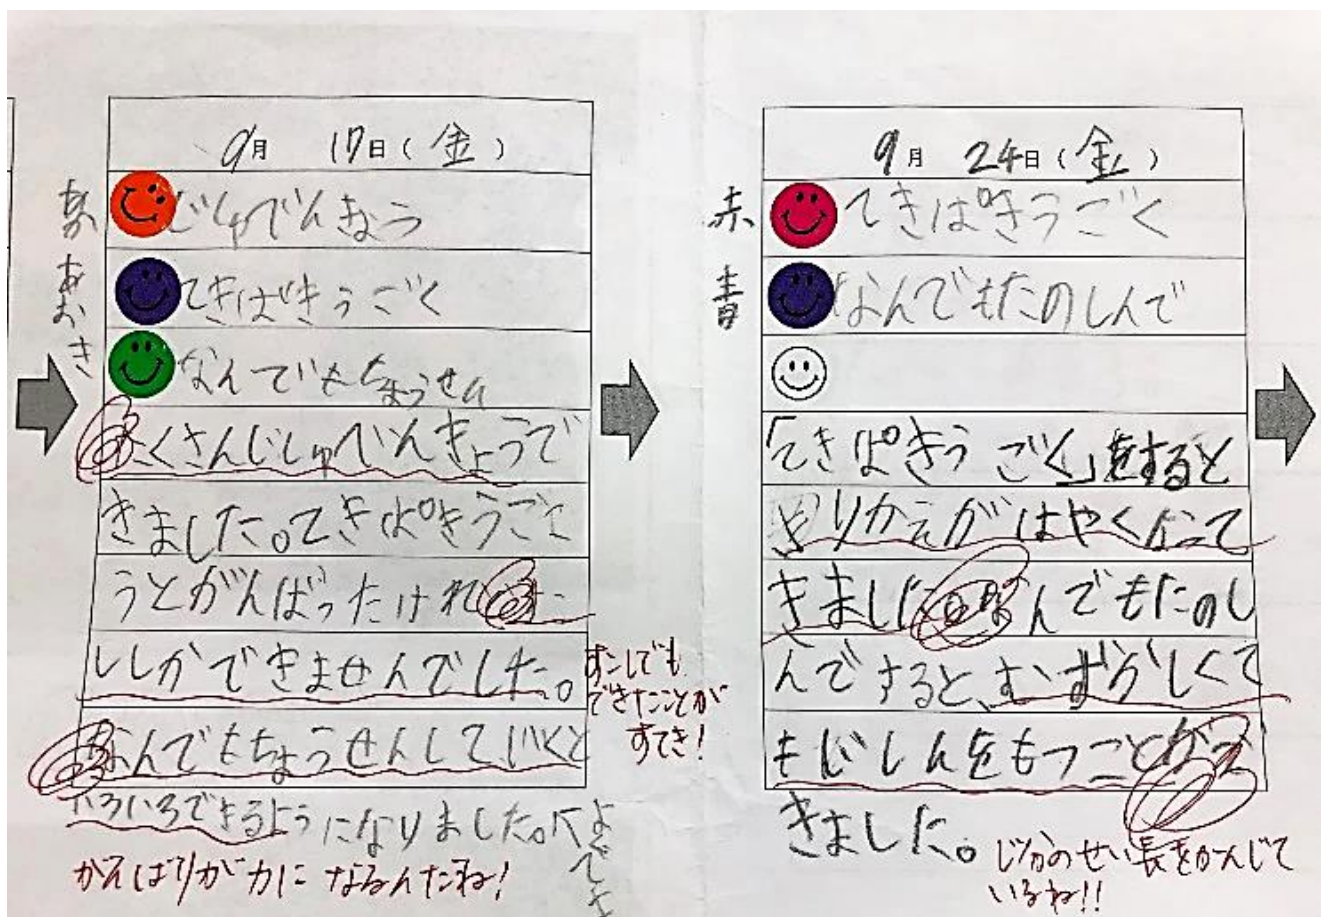 9月 17日(金)
あか
じゅでんきょう
あお
てきぱきうごく
き
なんでもちょうせん
たくさんじしゅべんきょうで
きました。てきぱきうごこ
うとがんばったけれ
ししかできませんでした。
すこしでも
できたことが
すてき!
なんでもちょうせんしていくと
いろいろできるようになりました。
がんばりが力になるんだね!
9月 24日(金)
赤
てきぱきうごく
青
なんでもたのしんで
「てきぱきうごく」をすると
きりかえがはやくなって
きました。なんでもたのし
んでするとむずかしくて
もじしんをもつことがで
きました。
じぶんのせい長をかんじて
いるね!!